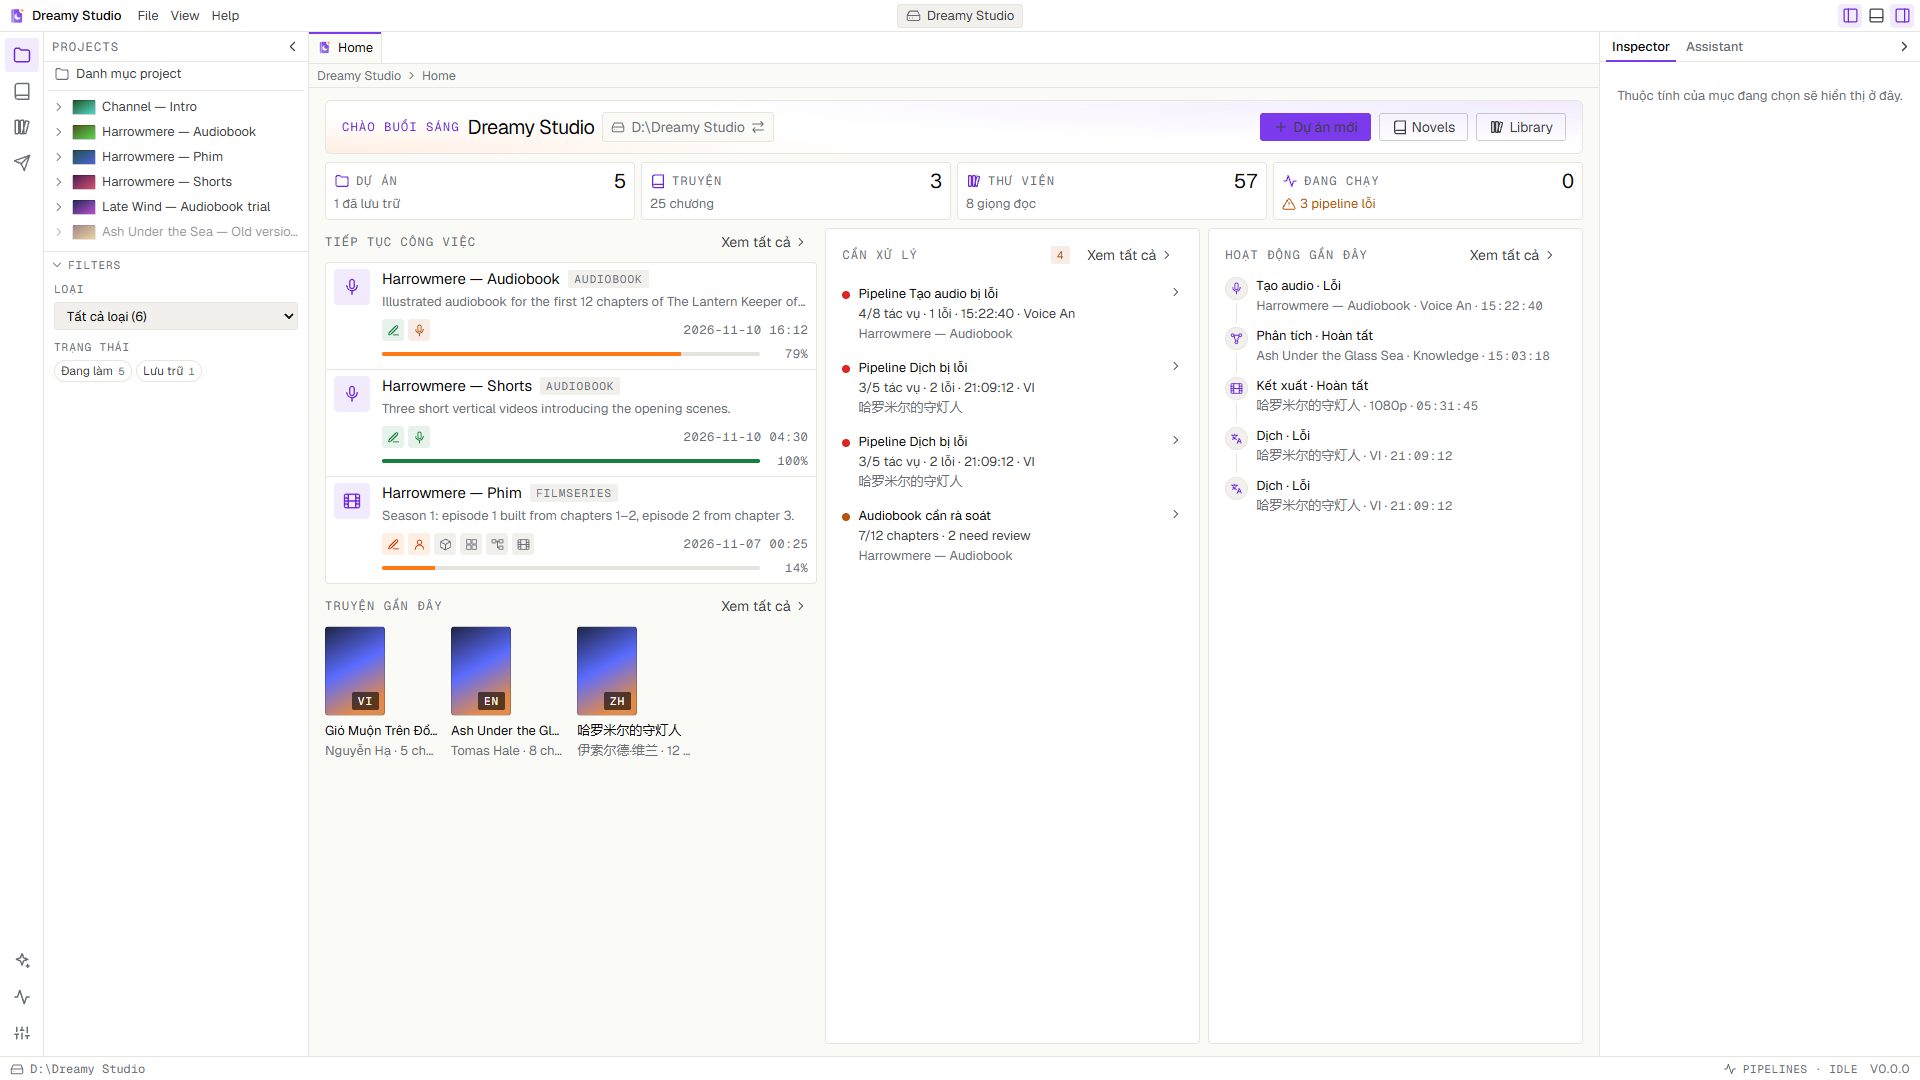 Dreamy Studio File View Help
Dreamy Studio
PROJECTS
Danh mục project
Channel — Intro
Harrowmere — Audiobook
Harrowmere — Phim
Harrowmere — Shorts
Late Wind — Audiobook trial
Ash Under the Sea — Old versio…
FILTERS
LOẠI
Tất cả loại (6)
TRẠNG THÁI
Đang làm 5 Lưu trữ 1
Home
Dreamy Studio > Home
CHÀO BUỔI SÁNG Dreamy Studio D:\Dreamy Studio
+ Dự án mới Novels Library
DỰ ÁN 5
1 đã lưu trữ
TRUYỆN 3
25 chương
THƯ VIỆN 57
8 giọng đọc
ĐANG CHẠY 0
3 pipeline lỗi
TIẾP TỤC CÔNG VIỆC Xem tất cả
Harrowmere — Audiobook AUDIOBOOK
Illustrated audiobook for the first 12 chapters of The Lantern Keeper of…
2026-11-10 16:12
79%
Harrowmere — Shorts AUDIOBOOK
Three short vertical videos introducing the opening scenes.
2026-11-10 04:30
100%
Harrowmere — Phim FILMSERIES
Season 1: episode 1 built from chapters 1–2, episode 2 from chapter 3.
2026-11-07 00:25
14%
TRUYỆN GẦN ĐÂY Xem tất cả
VI
Gió Muộn Trên Đồ…
Nguyễn Hạ · 5 ch…
EN
Ash Under the Gl…
Tomas Hale · 8 ch…
ZH
哈罗米尔的守灯人
伊索尔德·维兰 · 12 …
CẦN XỬ LÝ 4 Xem tất cả
Pipeline Tạo audio bị lỗi
4/8 tác vụ · 1 lỗi · 15:22:40 · Voice An
Harrowmere — Audiobook
Pipeline Dịch bị lỗi
3/5 tác vụ · 2 lỗi · 21:09:12 · VI
哈罗米尔的守灯人
Pipeline Dịch bị lỗi
3/5 tác vụ · 2 lỗi · 21:09:12 · VI
哈罗米尔的守灯人
Audiobook cần rà soát
7/12 chapters · 2 need review
Harrowmere — Audiobook
HOẠT ĐỘNG GẦN ĐÂY Xem tất cả
Tạo audio · Lỗi
Harrowmere — Audiobook · Voice An · 15:22:40
Phân tích · Hoàn tất
Ash Under the Glass Sea · Knowledge · 15:03:18
Kết xuất · Hoàn tất
哈罗米尔的守灯人 · 1080p · 05:31:45
Dịch · Lỗi
哈罗米尔的守灯人 · VI · 21:09:12
Dịch · Lỗi
哈罗米尔的守灯人 · VI · 21:09:12
Inspector Assistant
Thuộc tính của mục đang chọn sẽ hiển thị ở đây.
D:\Dreamy Studio
PIPELINES · IDLE V0.0.0